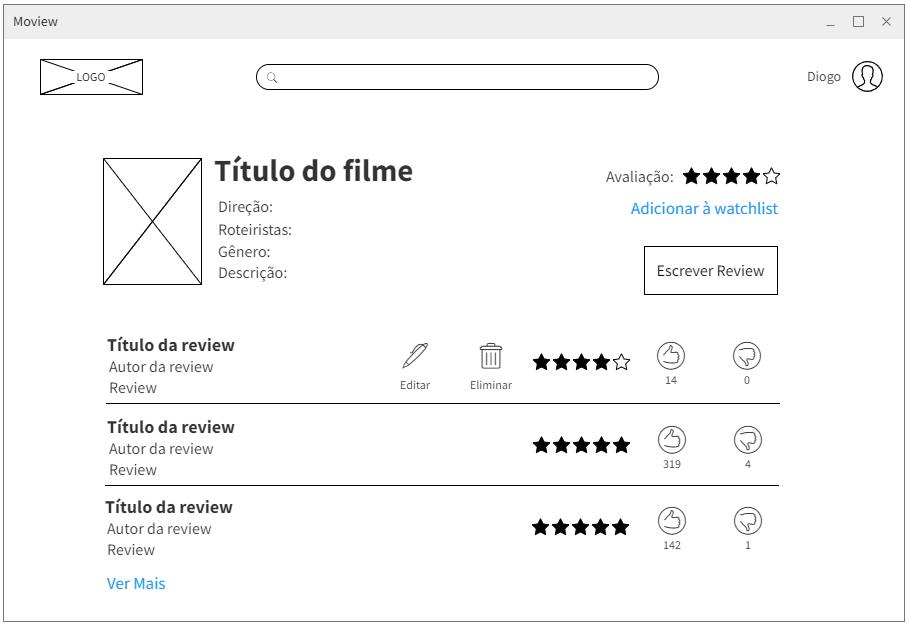 Moview
LOGO
Diogo
Título do filme
Avaliação:
Direção:
Adicionar à watchlist
Roteiristas:
Gênero:
Descrição:
Escrever Review
Título da review
Autor da review
Review
Editar
Eliminar
14
0
Título da review
Autor da review
Review
319
4
Título da review
Autor da review
Review
142
1
Ver Mais